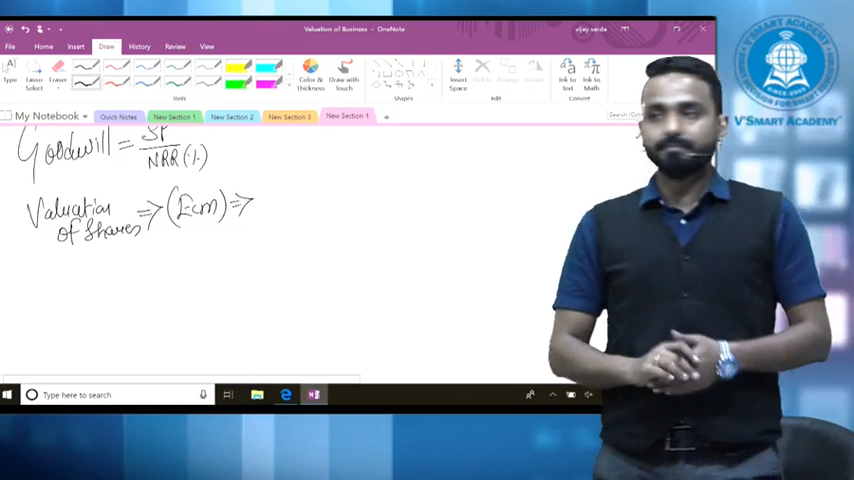 Valuation of Business - OneNote
vijay sarda
File Home Insert Draw History Review View
Type
Lasso Select
Eraser
Color & Thickness
Draw with Touch
Insert Space
Delete
Arrange
Rotate
Ink to Text
Ink to Math
Tools
Shapes
Edit
Convert
My Notebook
Quick Notes
New Section 1
New Section 2
New Section 3
New Section 4
+
Goodwill = SP
NRR (%)
Valuation of Shares ⇒ (Ecm) ⇒
Type here to search
V'SMART ACADEMY
SINCE-2005
V'Smart Academy®